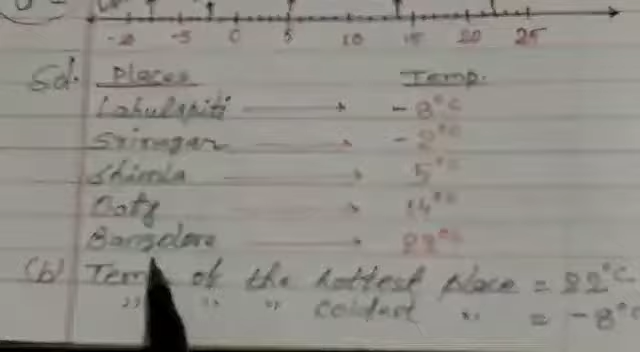 -5 0 5 10 15 20 25
Sol. Places Temp.
Lahulspiti → -8°C
Srinagar → -2°C
Shimla → 5°C
Ooty → 14°C
Bangalore → 22°C
(b) Temp of the hottest place = 22°C
,, ,, ,, coldest ,, = -8°C